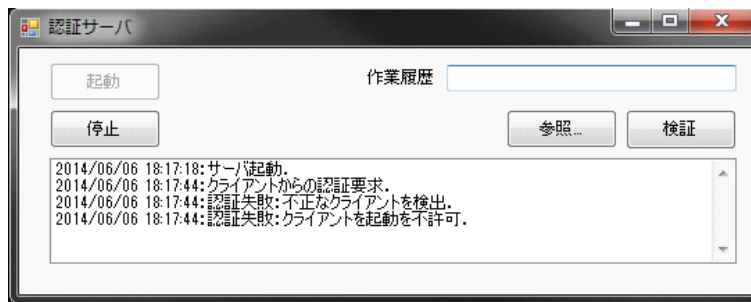 認証サーバ
起動
作業履歴
停止
参照...
検証
2014/06/06 18:17:18:サーバ起動.
2014/06/06 18:17:44:クライアントからの認証要求.
2014/06/06 18:17:44:認証失敗:不正なクライアントを検出.
2014/06/06 18:17:44:認証失敗:クライアントを起動を不許可.